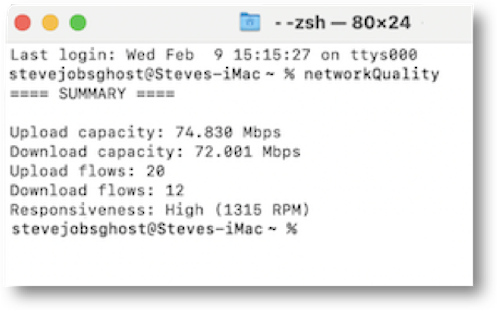 --zsh — 80×24
Last login: Wed Feb  9 15:15:27 on ttys000
stevejobsghost@Steves-iMac ~ % networkQuality
==== SUMMARY ====
Upload capacity: 74.830 Mbps
Download capacity: 72.001 Mbps
Upload flows: 20
Download flows: 12
Responsiveness: High (1315 RPM)
stevejobsghost@Steves-iMac ~ %